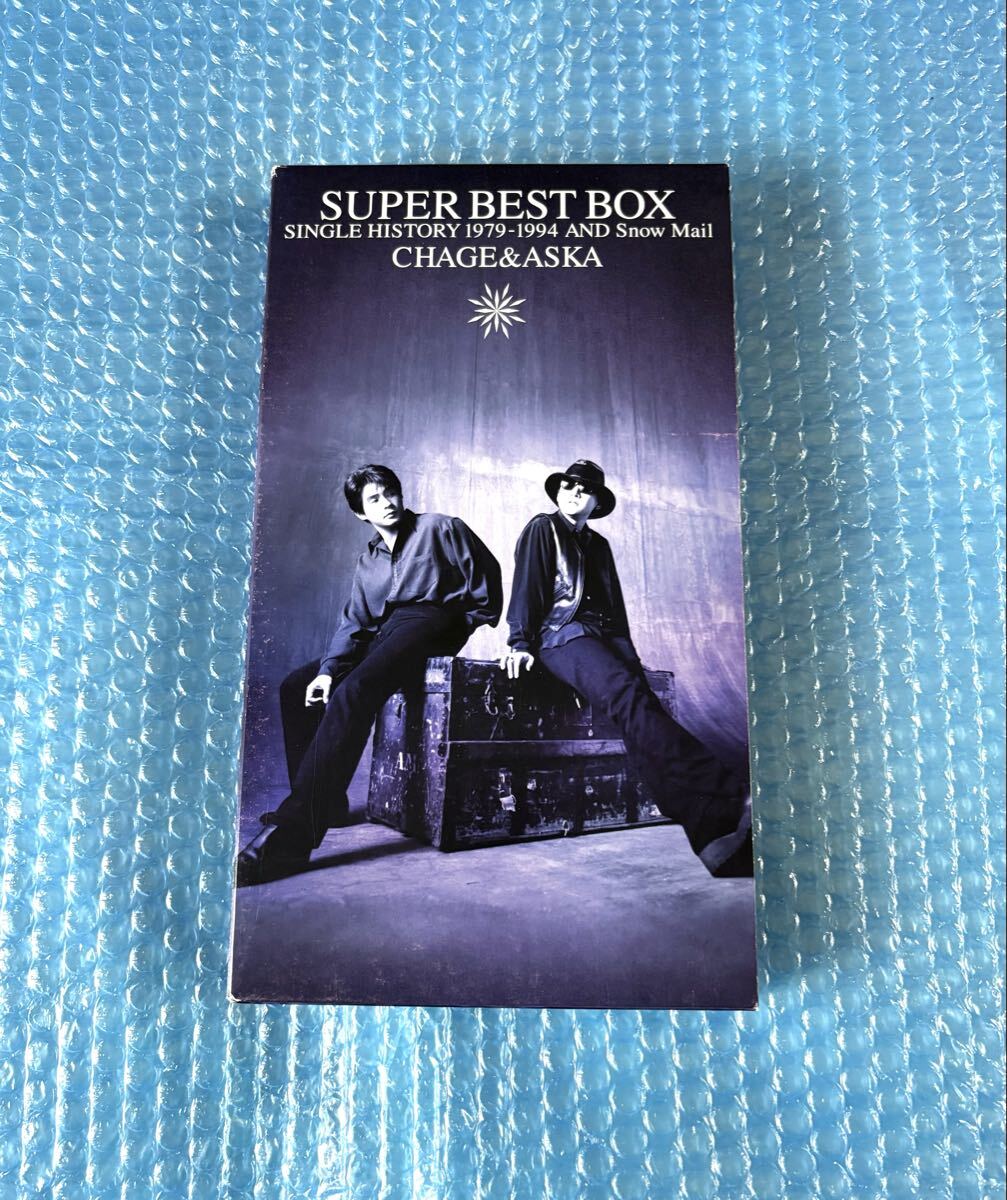 SUPER BEST BOX
SINGLE HISTORY 1979-1994 AND Snow Mail
CHAGE&ASKA